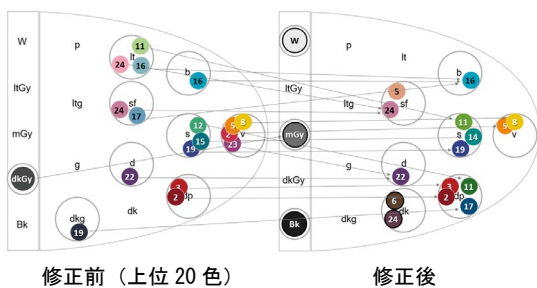 W
ltGy
mGy
dkGy
Bk
p
ltg
g
dkg
11
lt
24
16
b
16
sf
24
17
12
s
15
19
5
8
v
2
23
d
22
dk
3
2
dp
19
W
ltGy
mGy
dkGy
Bk
p
ltg
g
dkg
lt
b
16
5
sf
24
11
s
14
19
5
8
v
d
22
3
11
2
dp
17
6
dk
24
修正前（上位20色）
修正後